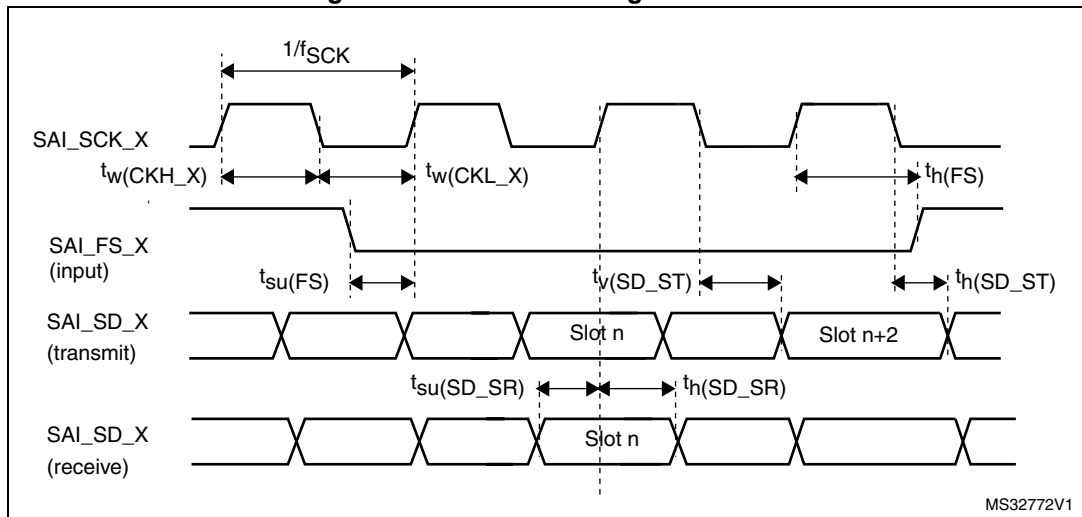 1/fSCK
SAI_SCK_X
tw(CKH_X)
tw(CKL_X)
th(FS)
SAI_FS_X
(input)
tsu(FS)
tv(SD_ST)
th(SD_ST)
SAI_SD_X
(transmit)
Slot n
Slot n+2
tsu(SD_SR)
th(SD_SR)
SAI_SD_X
(receive)
Slot n
MS32772V1